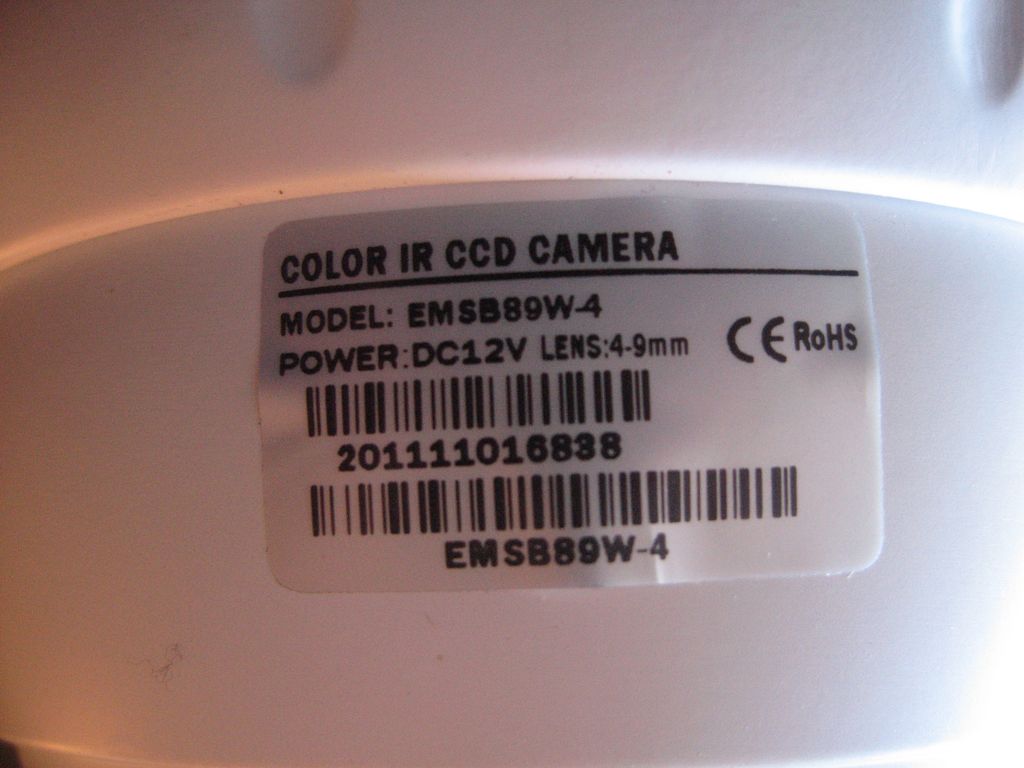 COLOR IR CCD CAMERA
MODEL: EMSB89W-4
POWER:DC12V LENS:4-9mm CE RoHS
201111016838
EMSB89W-4